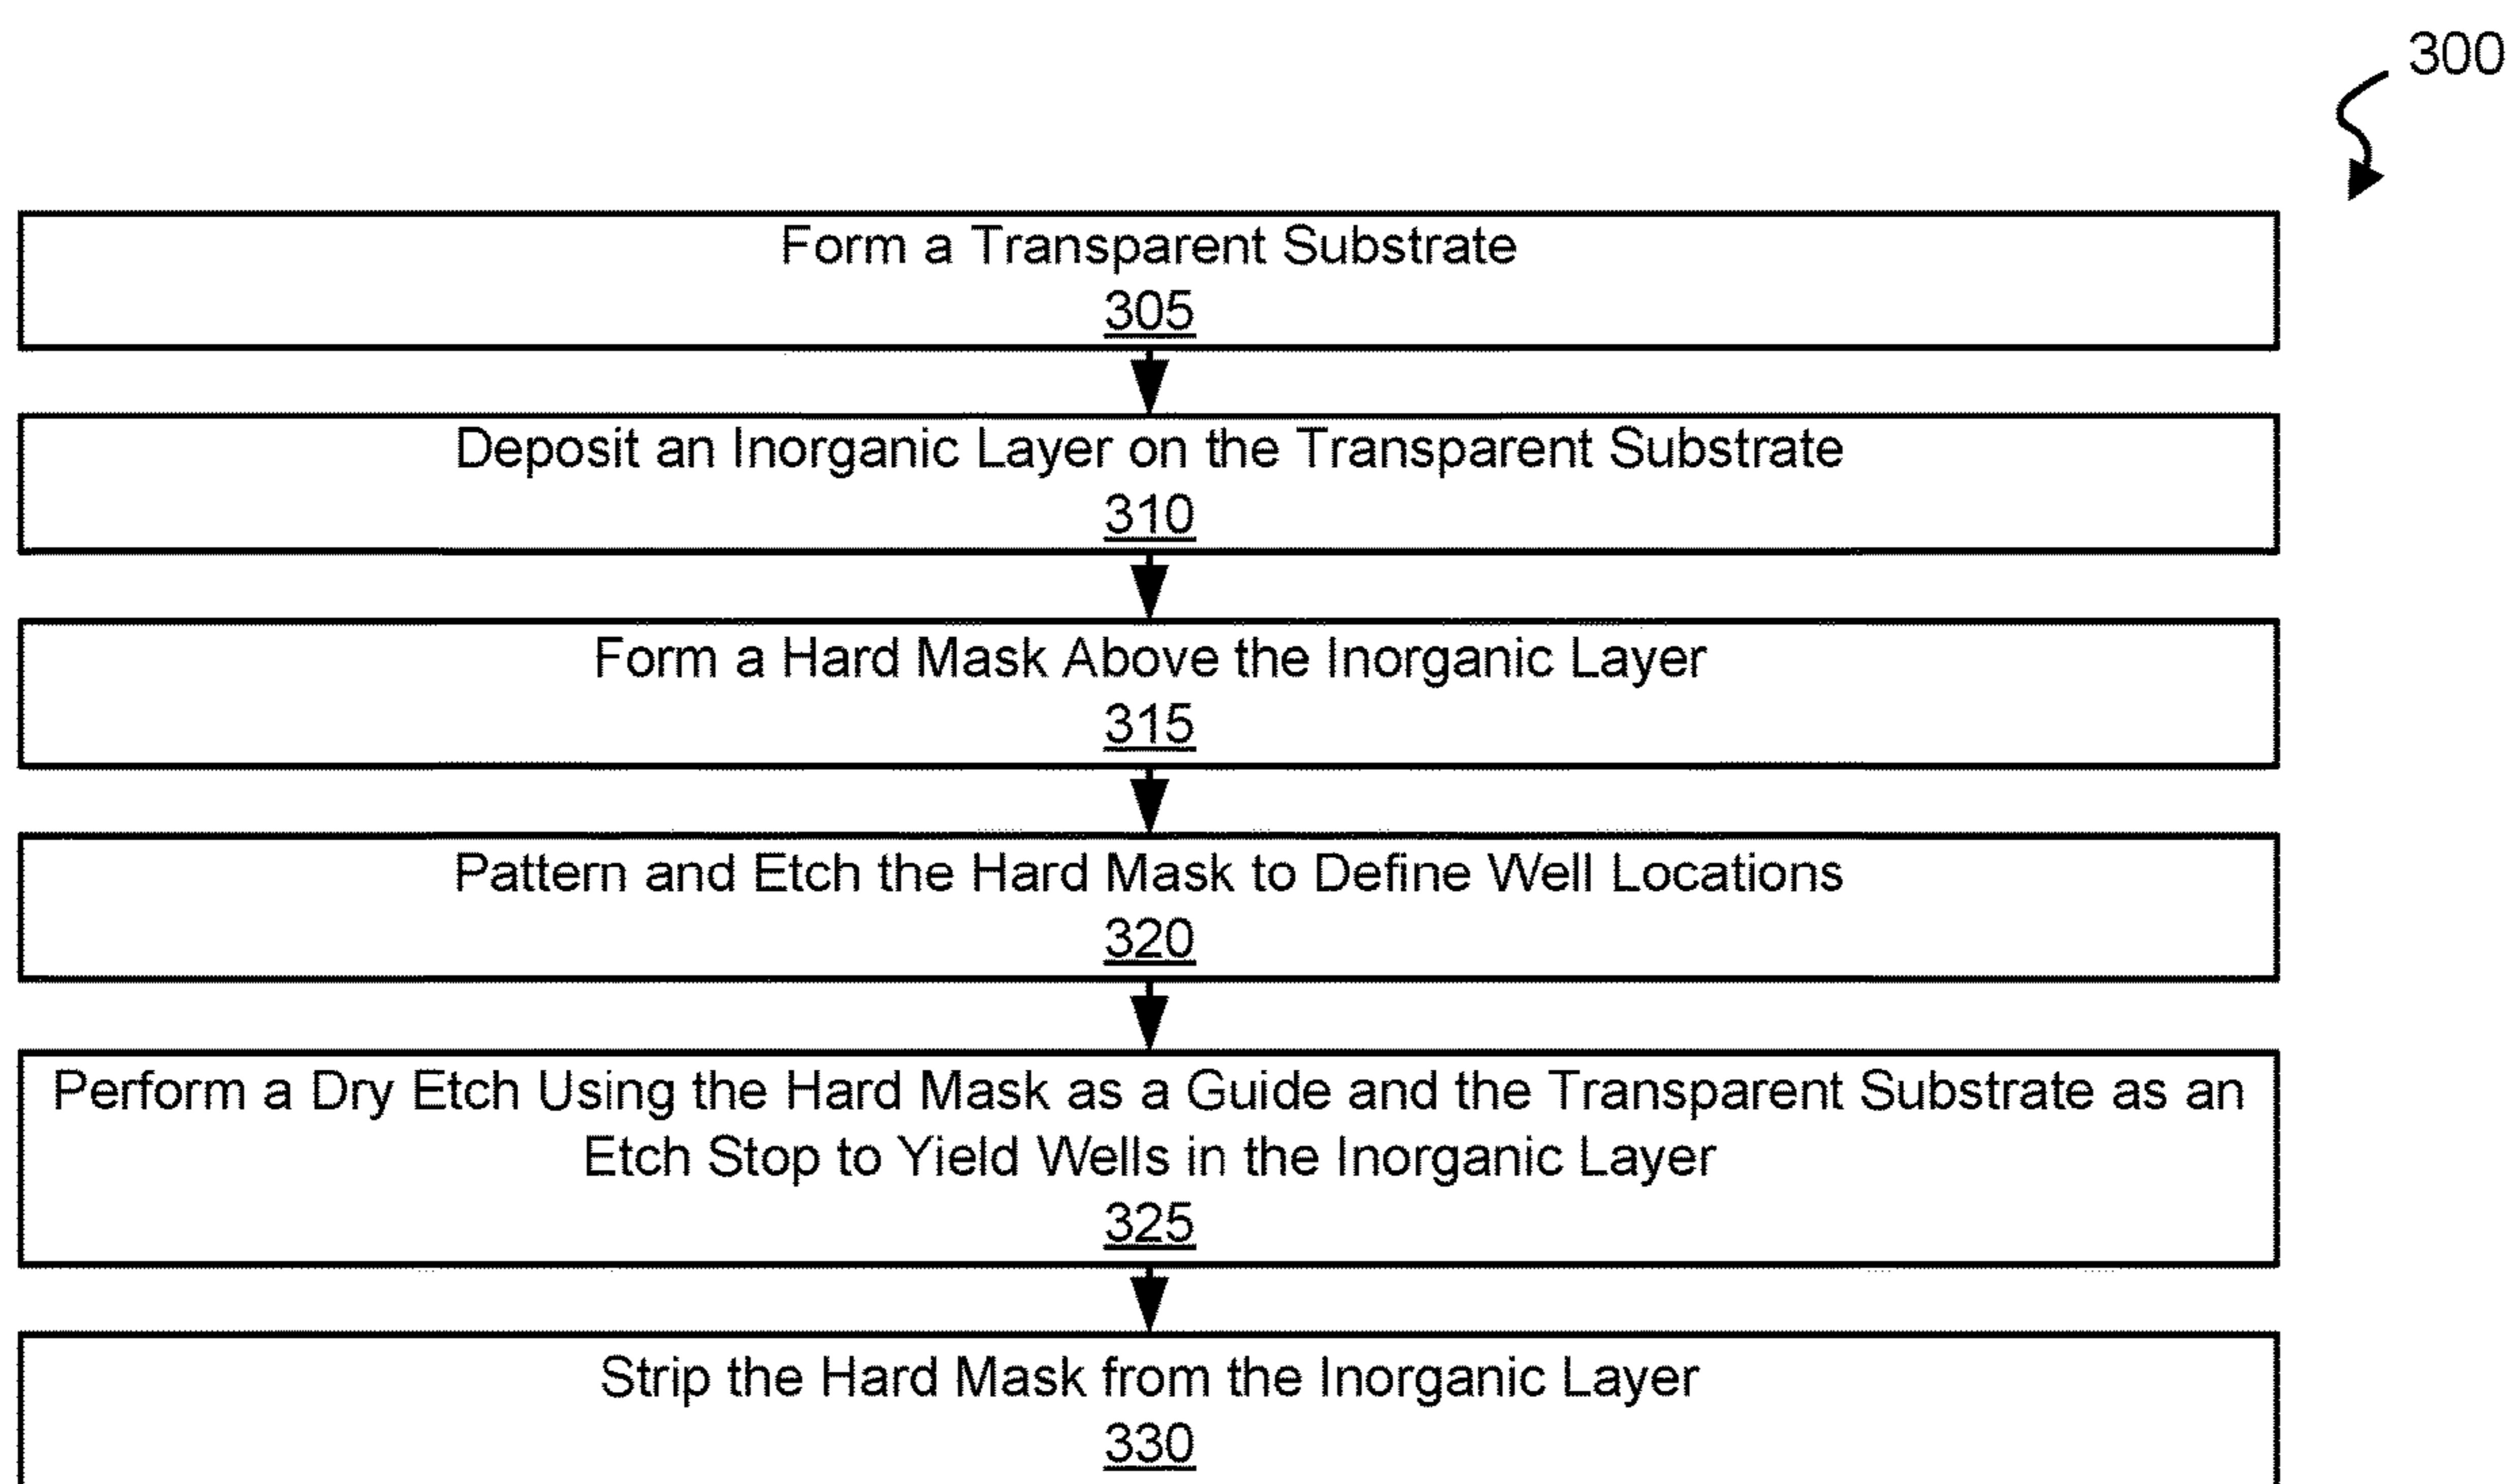 300
Form a Transparent Substrate
305
Deposit an Inorganic Layer on the Transparent Substrate
310
Form a Hard Mask Above the Inorganic Layer
315
Pattern and Etch the Hard Mask to Define Well Locations
320
Perform a Dry Etch Using the Hard Mask as a Guide and the Transparent Substrate as an
Etch Stop to Yield Wells in the Inorganic Layer
325
Strip the Hard Mask from the Inorganic Layer
330